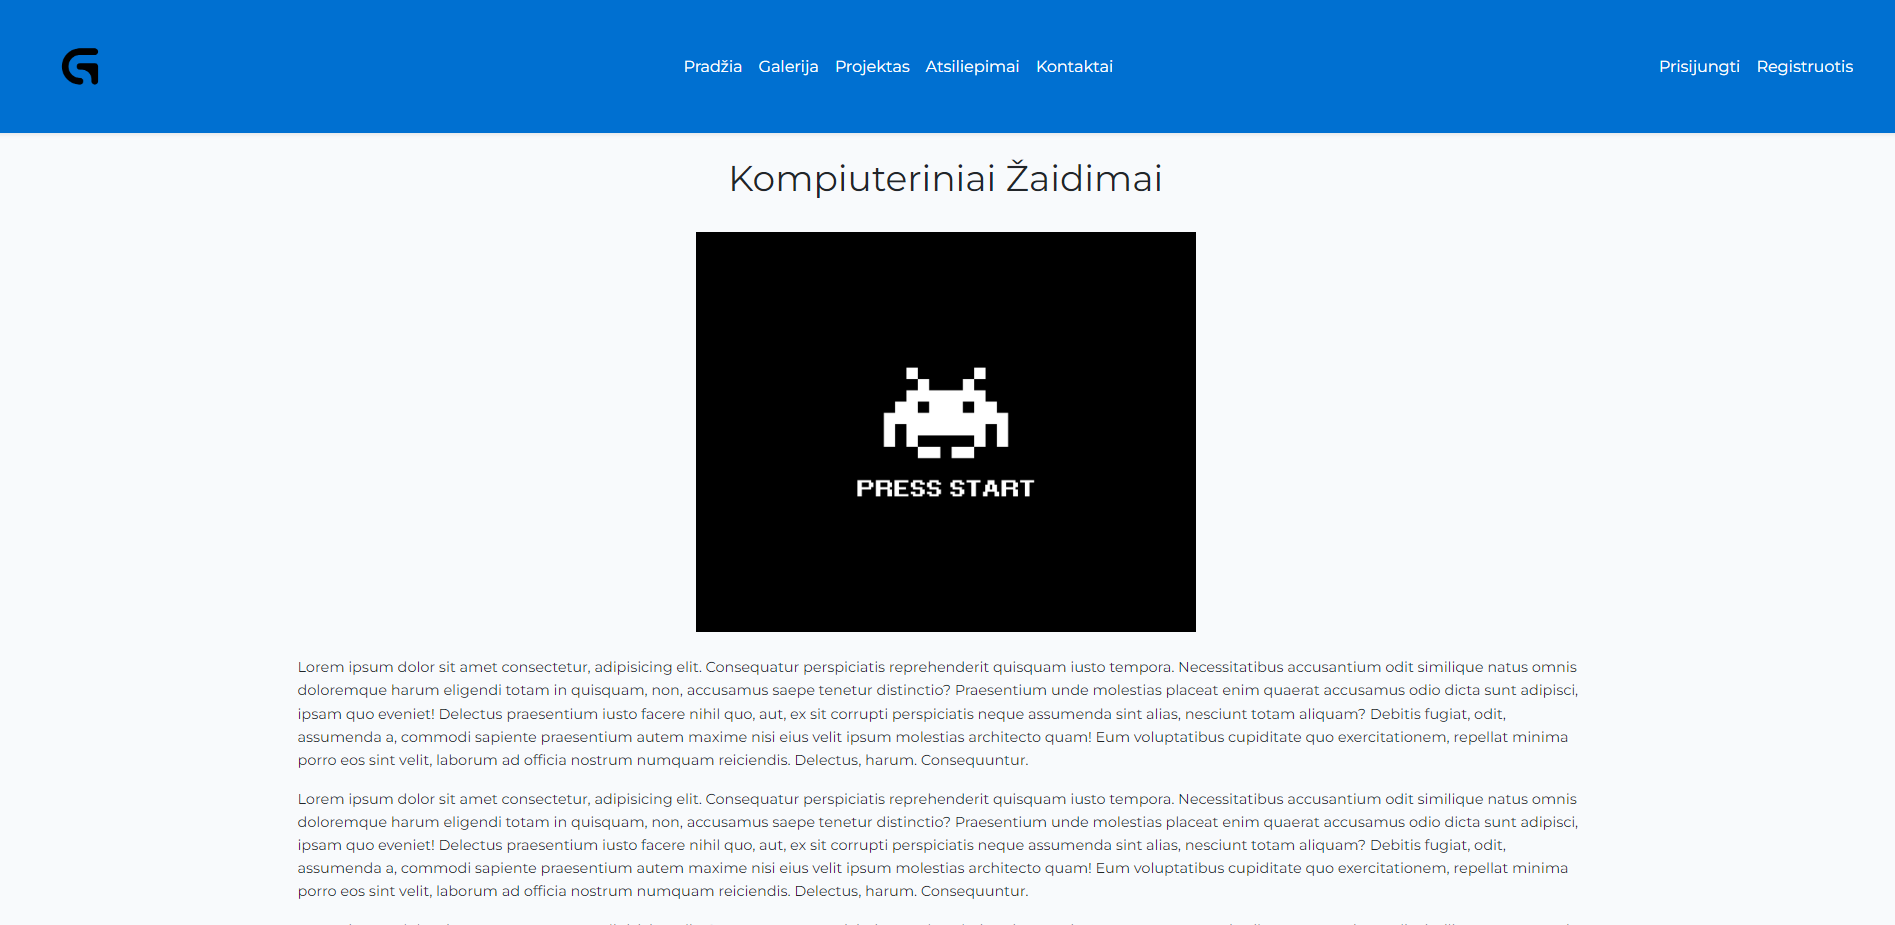 Pradžia Galerija Projektas Atsiliepimai Kontaktai Prisijungti Registruotis
Kompiuteriniai Žaidimai
PRESS START
Lorem ipsum dolor sit amet consectetur, adipisicing elit. Consequatur perspiciatis reprehenderit quisquam iusto tempora. Necessitatibus accusantium odit similique natus omnis
doloremque harum eligendi totam in quisquam, non, accusamus saepe tenetur distinctio? Praesentium unde molestias placeat enim quaerat accusamus odio dicta sunt adipisci,
ipsam quo eveniet! Delectus praesentium iusto facere nihil quo, aut, ex sit corrupti perspiciatis neque assumenda sint alias, nesciunt totam aliquam? Debitis fugiat, odit,
assumenda a, commodi sapiente praesentium autem maxime nisi eius velit ipsum molestias architecto quam! Eum voluptatibus cupiditate quo exercitationem, repellat minima
porro eos sint velit, laborum ad officia nostrum numquam reiciendis. Delectus, harum. Consequuntur.
Lorem ipsum dolor sit amet consectetur, adipisicing elit. Consequatur perspiciatis reprehenderit quisquam iusto tempora. Necessitatibus accusantium odit similique natus omnis
doloremque harum eligendi totam in quisquam, non, accusamus saepe tenetur distinctio? Praesentium unde molestias placeat enim quaerat accusamus odio dicta sunt adipisci,
ipsam quo eveniet! Delectus praesentium iusto facere nihil quo, aut, ex sit corrupti perspiciatis neque assumenda sint alias, nesciunt totam aliquam? Debitis fugiat, odit,
assumenda a, commodi sapiente praesentium autem maxime nisi eius velit ipsum molestias architecto quam! Eum voluptatibus cupiditate quo exercitationem, repellat minima
porro eos sint velit, laborum ad officia nostrum numquam reiciendis. Delectus, harum. Consequuntur.